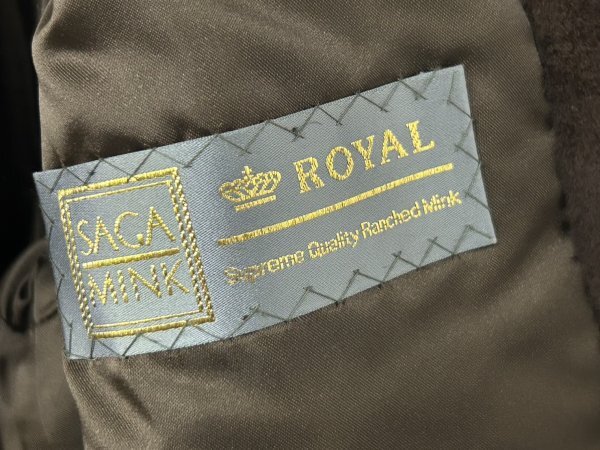 SAGA
MINK
ROYAL
Supreme Quality Ranched Mink